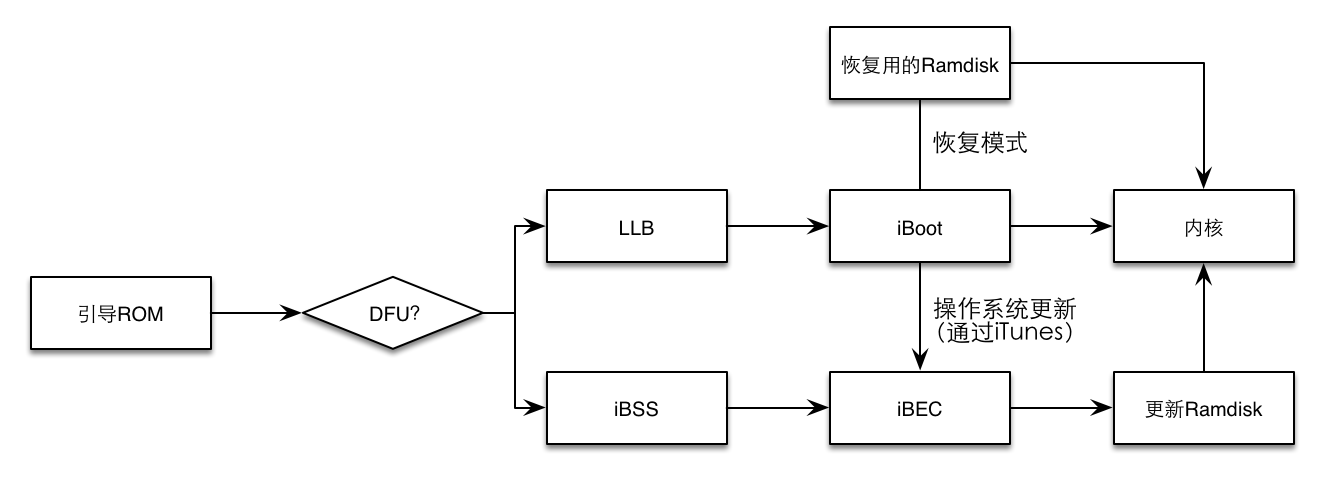 恢复用的Ramdisk
恢复模式
LLB
iBoot
内核
引导ROM
DFU?
操作系统更新
（通过iTunes）
iBSS
iBEC
更新Ramdisk